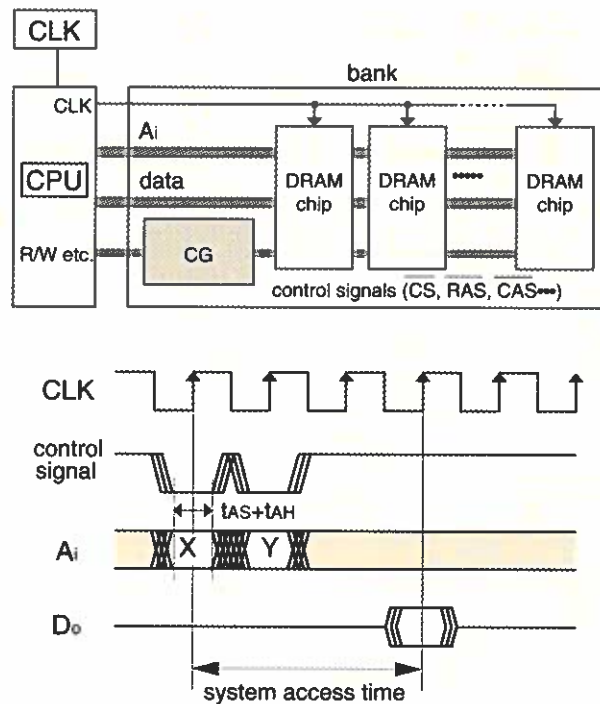 CLK
bank
CLK
Ai
CPU
data
DRAM chip
DRAM chip
.....
DRAM chip
R/W etc.
CG
control signals (CS, RAS, CAS•••)
CLK
control
signal
tAS+tAH
Ai
X
Y
Do
system access time